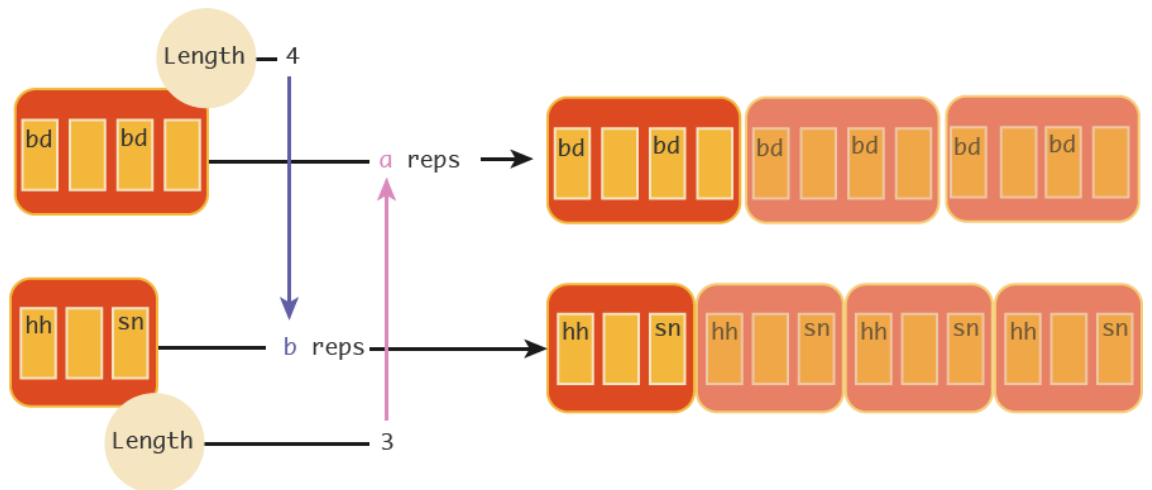 Length 4
bd bd
a reps
bd bd bd bd bd bd
hh sn
b reps
hh sn hh sn hh sn hh sn
Length 3